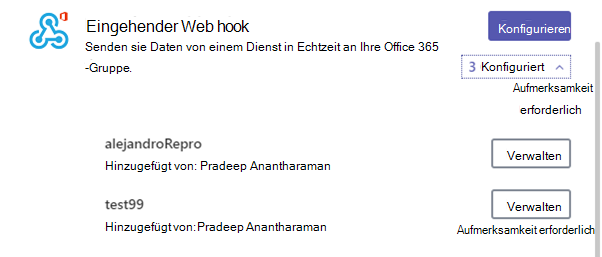 Eingehender Web hook
Konfigurieren
Senden sie Daten von einem Dienst in Echtzeit an Ihre Office 365
-Gruppe.
3 Konfiguriert
Aufmerksamkeit
erforderlich
alejandroRepro
Verwalten
Hinzugefügt von: Pradeep Anantharaman
test99
Verwalten
Hinzugefügt von: Pradeep Anantharaman
Aufmerksamkeit erforderlich